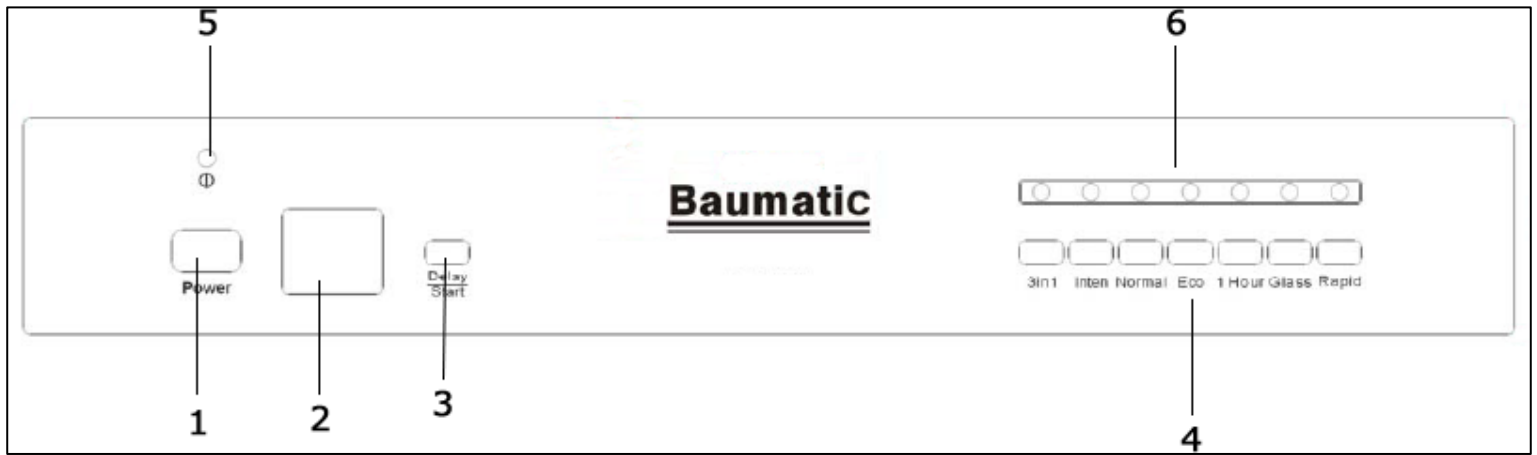 5
6
Baumatic
Power
Delay
Start
3in1 Inten Normal Eco 1 Hour Glass Rapid
1
2
3
4